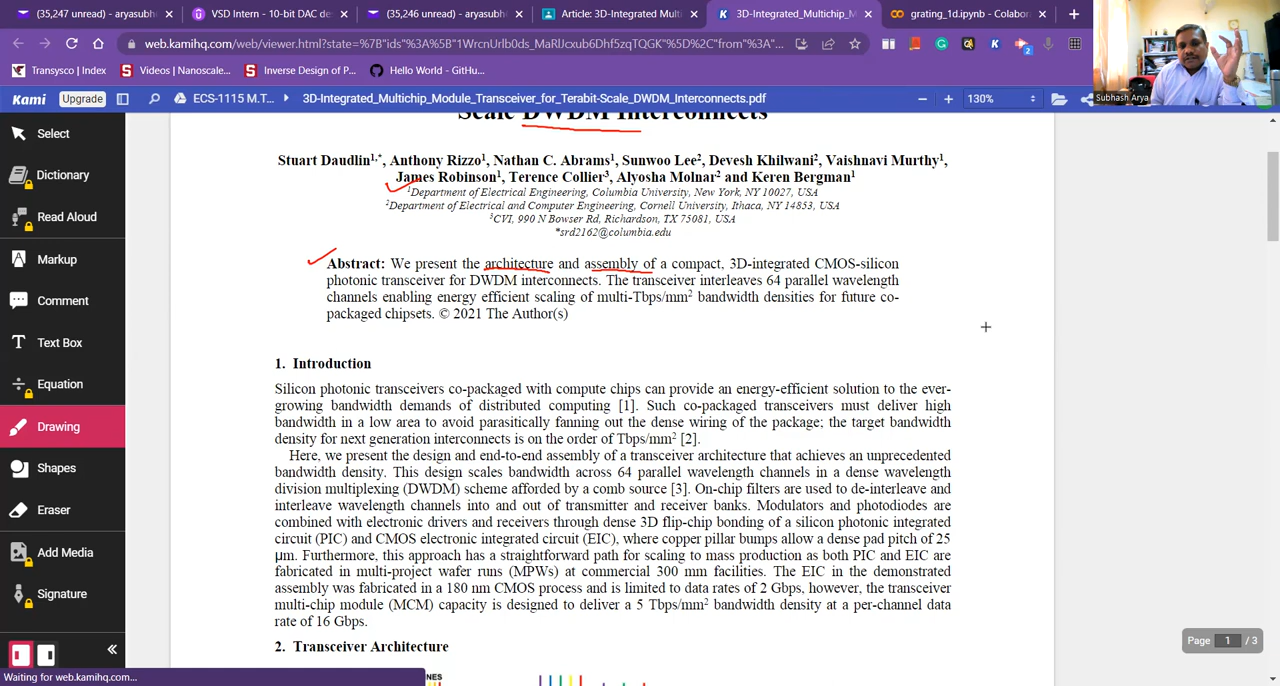 (35,247 unread) - aryasubh
VSD Intern - 10-bit DAC de
(35,246 unread) - aryasubh
Article: 3D-Integrated Multi
3D-Integrated_Multichip_M
grating_1d.ipynb - Colabor
web.kamihq.com/web/viewer.html?state=%7B"ids"%3A%5B"1WrcnUrlb0ds_MaRlJcxub6Dhf5zqTQGK"%5D%2C"from"%3A"...
Transysco | Index
Videos | Nanoscale...
Inverse Design of P...
Hello World - GitHu...
Subhash Arya
Kami
Upgrade
ECS-1115 M.T...
3D-Integrated_Multichip_Module_Transceiver_for_Terabit-Scale_DWDM_Interconnects.pdf
130%
Select
Dictionary
Read Aloud
Markup
Comment
Text Box
Equation
Drawing
Shapes
Eraser
Add Media
Signature
Scale DWDM Interconnects
Stuart Daudlin1,*, Anthony Rizzo1, Nathan C. Abrams1, Sunwoo Lee2, Devesh Khilwani2, Vaishnavi Murthy1,
James Robinson1, Terence Collier3, Alyosha Molnar2 and Keren Bergman1
1Department of Electrical Engineering, Columbia University, New York, NY 10027, USA
2Department of Electrical and Computer Engineering, Cornell University, Ithaca, NY 14853, USA
3CVI, 990 N Bowser Rd, Richardson, TX 75081, USA
*srd2162@columbia.edu
Abstract: We present the architecture and assembly of a compact, 3D-integrated CMOS-silicon
photonic transceiver for DWDM interconnects. The transceiver interleaves 64 parallel wavelength
channels enabling energy efficient scaling of multi-Tbps/mm2 bandwidth densities for future co-
packaged chipsets. © 2021 The Author(s)
1. Introduction
Silicon photonic transceivers co-packaged with compute chips can provide an energy-efficient solution to the ever-
growing bandwidth demands of distributed computing [1]. Such co-packaged transceivers must deliver high
bandwidth in a low area to avoid parasitically fanning out the dense wiring of the package; the target bandwidth
density for next generation interconnects is on the order of Tbps/mm2 [2].
Here, we present the design and end-to-end assembly of a transceiver architecture that achieves an unprecedented
bandwidth density. This design scales bandwidth across 64 parallel wavelength channels in a dense wavelength
division multiplexing (DWDM) scheme afforded by a comb source [3]. On-chip filters are used to de-interleave and
interleave wavelength channels into and out of transmitter and receiver banks. Modulators and photodiodes are
combined with electronic drivers and receivers through dense 3D flip-chip bonding of a silicon photonic integrated
circuit (PIC) and CMOS electronic integrated circuit (EIC), where copper pillar bumps allow a dense pad pitch of 25
µm. Furthermore, this approach has a straightforward path for scaling to mass production as both PIC and EIC are
fabricated in multi-project wafer runs (MPWs) at commercial 300 mm facilities. The EIC in the demonstrated
assembly was fabricated in a 180 nm CMOS process and is limited to data rates of 2 Gbps, however, the transceiver
multi-chip module (MCM) capacity is designed to deliver a 5 Tbps/mm2 bandwidth density at a per-channel data
rate of 16 Gbps.
2. Transceiver Architecture
Page 1 / 3
Waiting for web.kamihq.com...